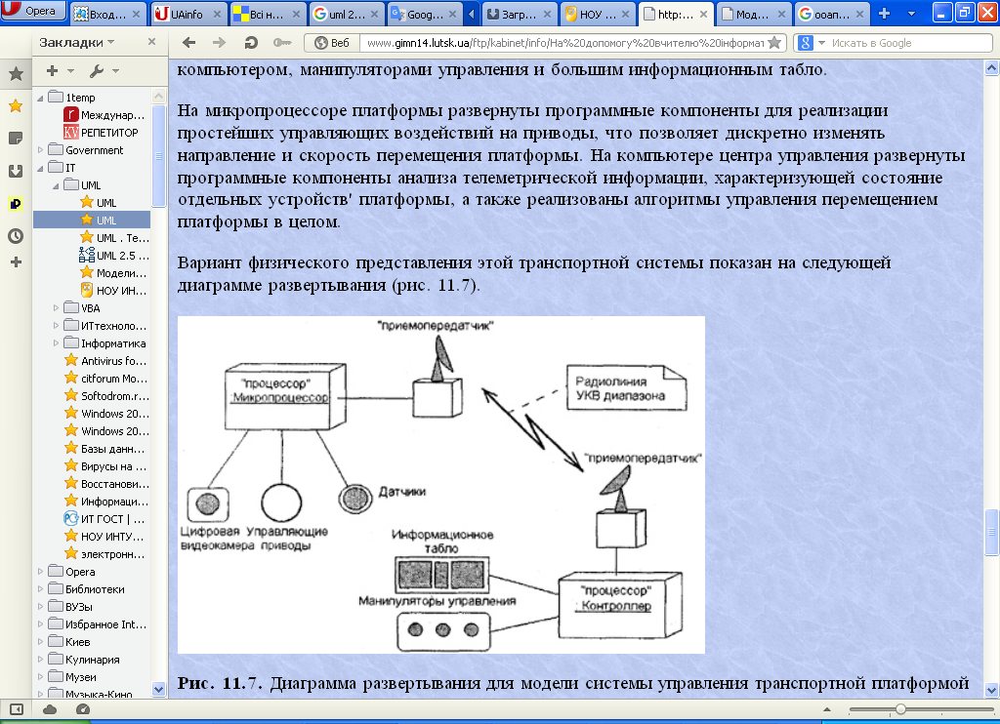 Opera
Вход...
UAinfo
Всі н...
uml 2...
Goog...
Загр...
НОУ ...
http:...
Мод...
ооап...
Закладки
Веб
www.gimn14.lutsk.ua/ftp/kabinet/info/На%20допомогу%20вчителю%20інформат
Искать в Google
1temp
Междунар...
РЕПЕТИТОР
Government
IT
UML
UML
UML
UML . Те...
UML 2.5 ...
Модели...
НОУ ИН...
VBA
ИТтехноло...
Інформатика
Antivirus fo...
citforum Mo...
Softodrom.r...
Windows 20...
Windows 20...
Базы данн...
Вирусы на ...
Восстанови...
Информаци...
ИТ ГОСТ | ...
НОУ ИНТУ...
электронн...
Opera
Библиотеки
ВУЗы
Избранное Int...
Киев
Кулинария
Музеи
Музыка-Кино
компьютером, манипуляторами управления и большим информационным табло.
На микропроцессоре платформы развернуты программные компоненты для реализации
простейших управляющих воздействий на приводы, что позволяет дискретно изменять
направление и скорость перемещения платформы. На компьютере центра управления развернуты
программные компоненты анализа телеметрической информации, характеризующей состояние
отдельных устройств' платформы, а также реализованы алгоритмы управления перемещением
платформы в целом.
Вариант физического представления этой транспортной системы показан на следующей
диаграмме развертывания (рис. 11.7).
"приемопередатчик"
"процессор"
Микропроцессор
Радиолиния
УКВ диапазона
"приемопередатчик"
Датчики
Цифровая
видеокамера
Управляющие
приводы
Информационное
табло
Манипуляторы управления
"процессор"
: Контроллер
Рис. 11.7. Диаграмма развертывания для модели системы управления транспортной платформой